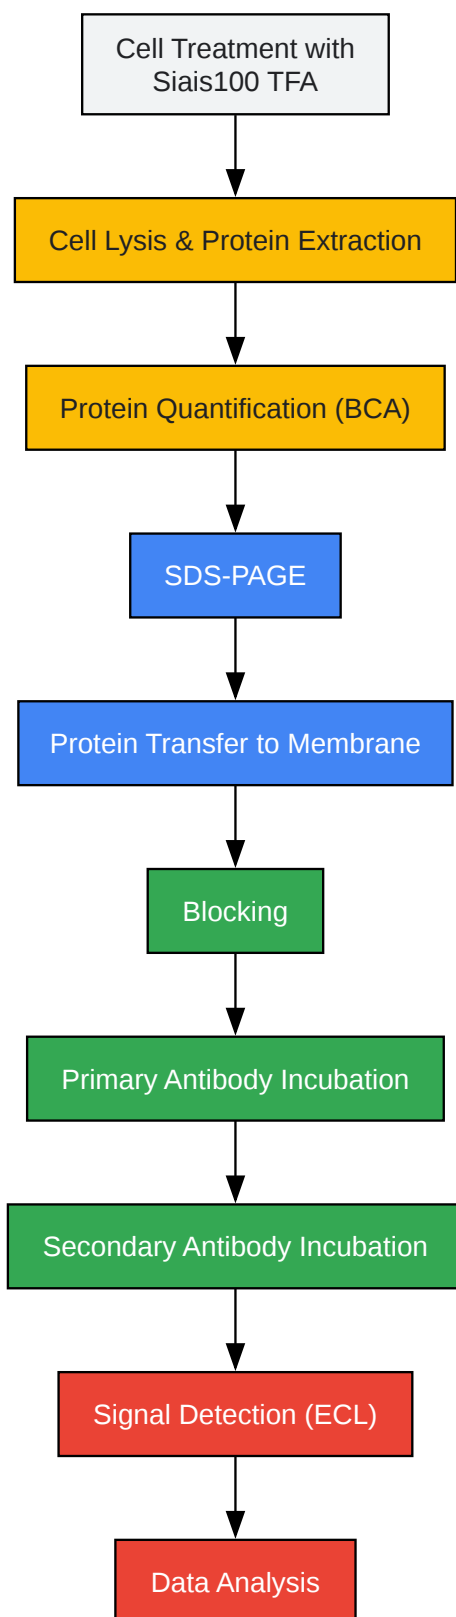 Cell Treatment with
Siais100 TFA
Cell Lysis & Protein Extraction
Protein Quantification (BCA)
SDS-PAGE
Protein Transfer to Membrane
Blocking
Primary Antibody Incubation
Secondary Antibody Incubation
Signal Detection (ECL)
Data Analysis